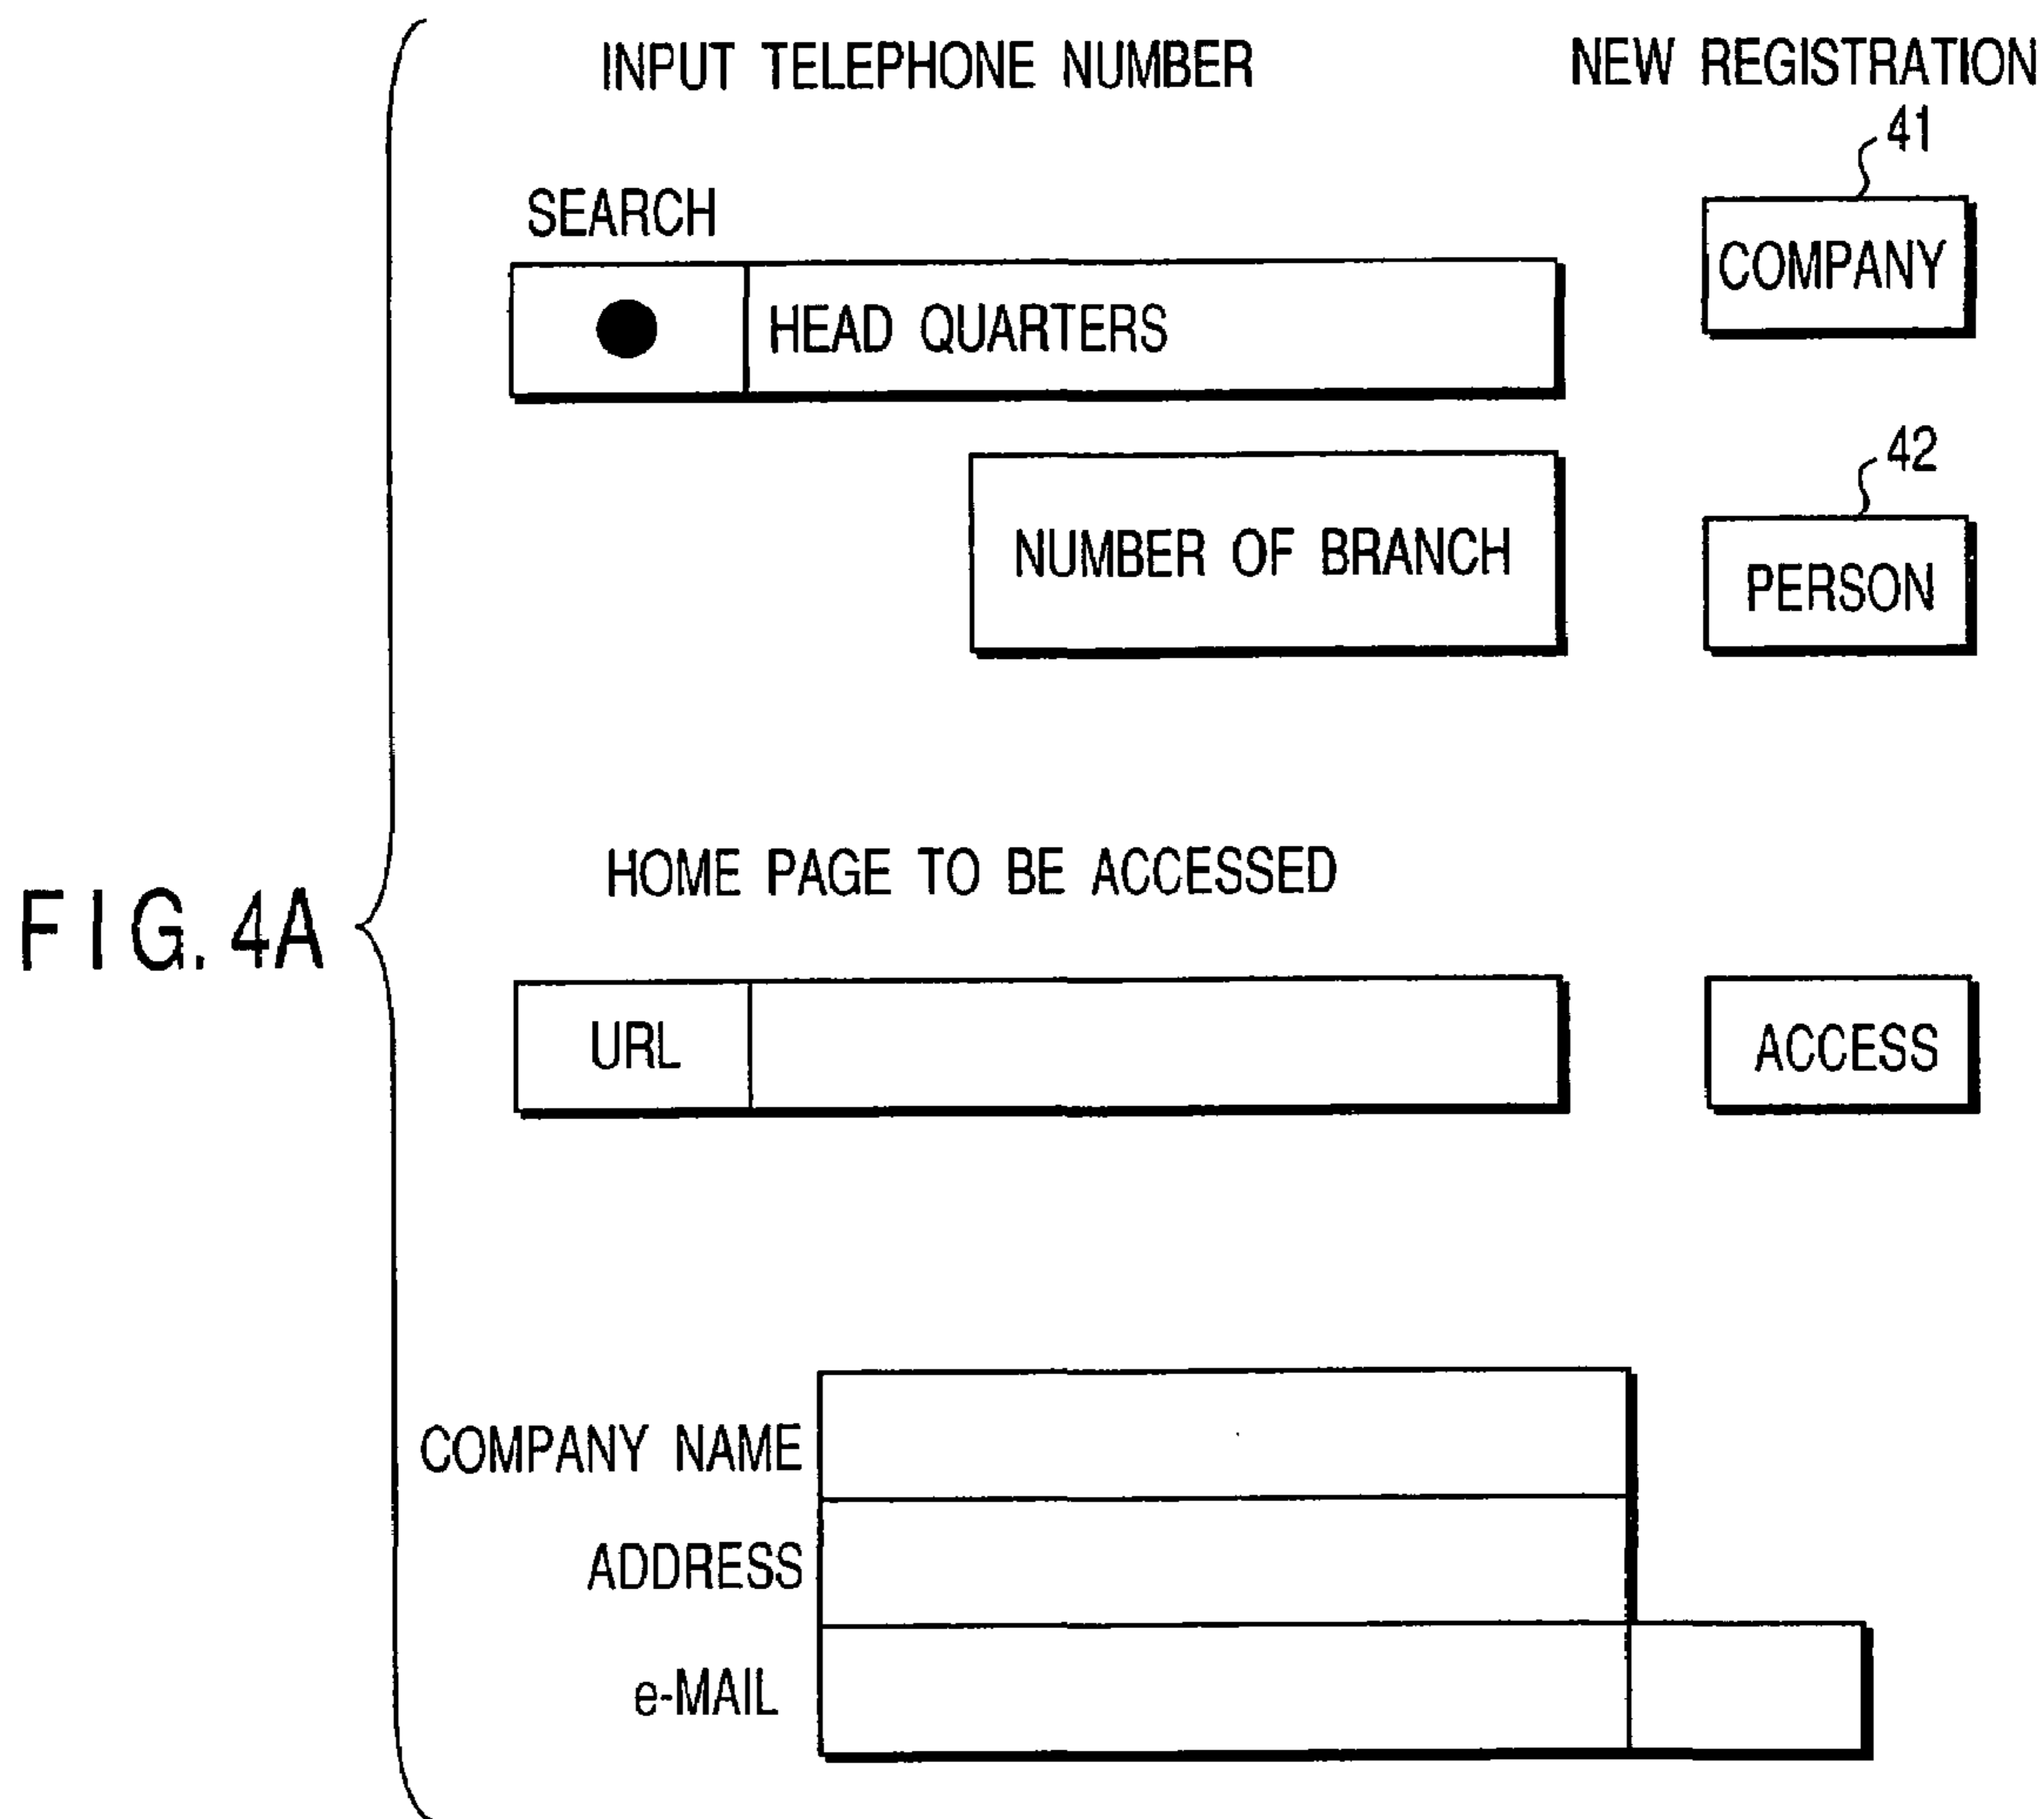 INPUT TELEPHONE NUMBER
NEW REGISTRATION
41
SEARCH
COMPANY
HEAD QUARTERS
42
NUMBER OF BRANCH
PERSON
HOME PAGE TO BE ACCESSED
FIG. 4A
URL
ACCESS
COMPANY NAME
ADDRESS
e-MAIL